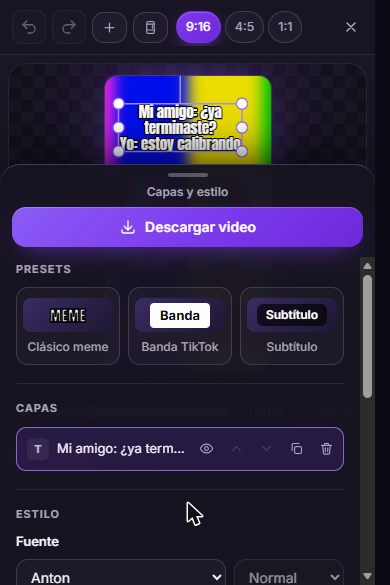 9:16
4:5
1:1
Mi amigo: ¿ya
terminaste?
Yo: estoy calibrando
Capas y estilo
Descargar video
PRESETS
MEME
Banda
Subtítulo
Clásico meme
Banda TikTok
Subtítulo
CAPAS
T
Mi amigo: ¿ya term...
ESTILO
Fuente
Anton
Normal